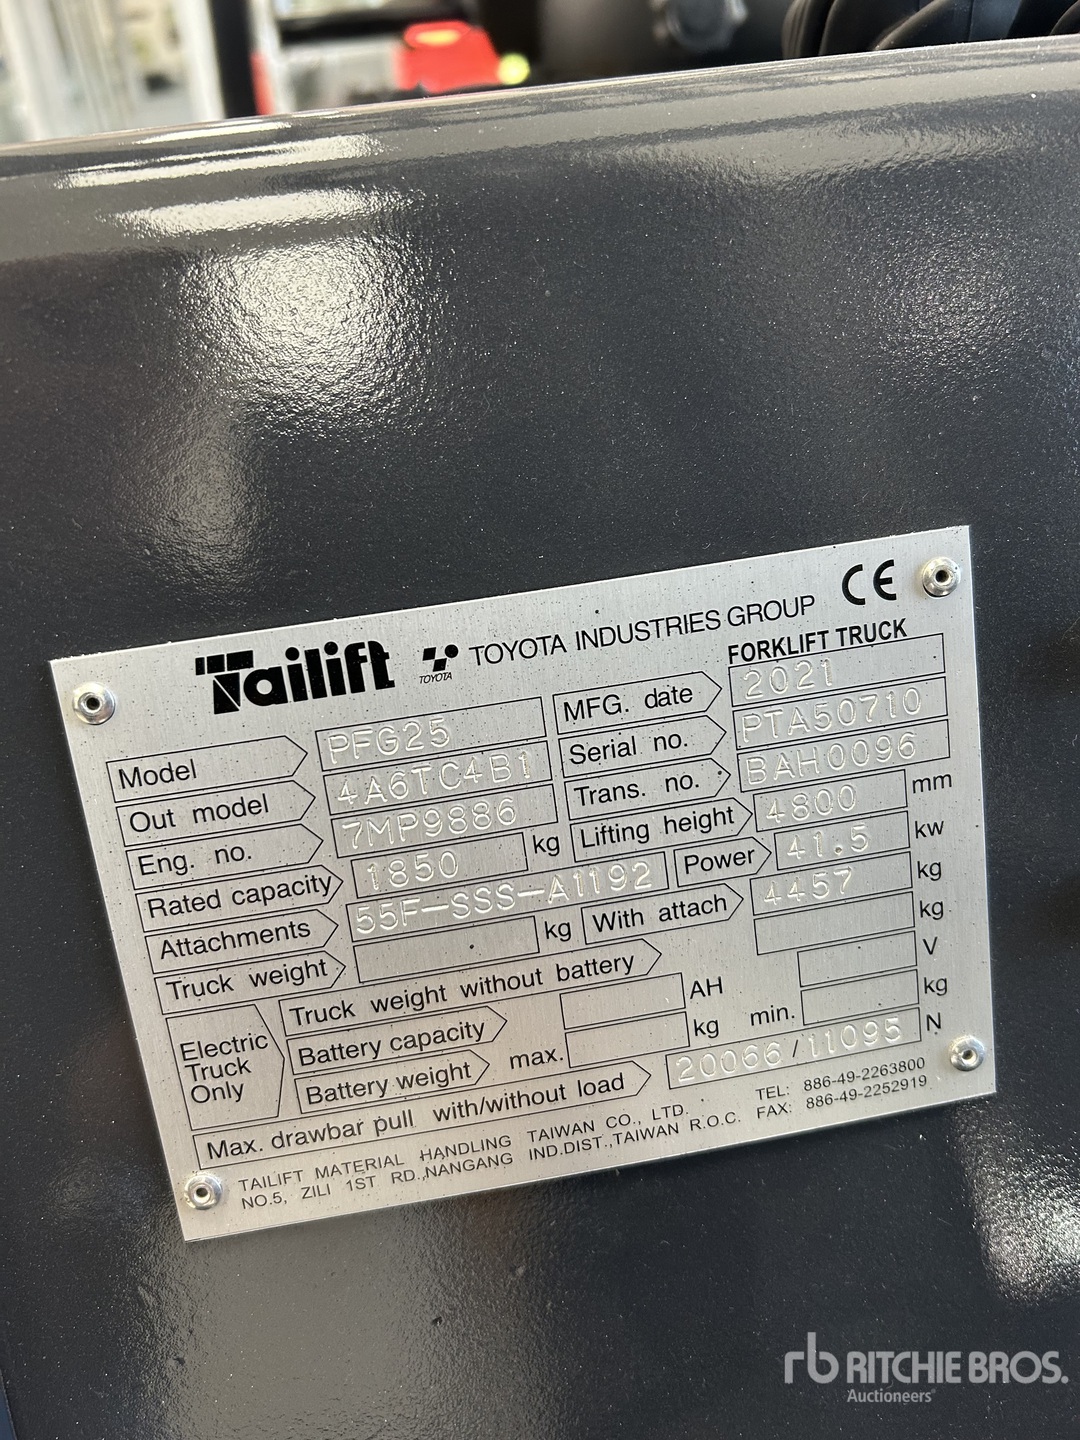 Tailift TOYOTA TOYOTA INDUSTRIES GROUP CE
FORKLIFT TRUCK
Model PFG25 MFG. date 2021
Out model 4A6TC4B1 Serial no. PTA50710
Eng. no. 7MP9886 Trans. no. BAH0096
Rated capacity 1850 kg Lifting height 4800 mm
Attachments 55F-SSS-A1192 Power 41.5 kw
Truck weight kg With attach 4457 kg
Electric Truck Only
Truck weight without battery kg
Battery capacity AH V
Battery weight max. kg min. kg
Max. drawbar pull with/without load 20066/11095 N
TAILIFT MATERIAL HANDLING TAIWAN CO., LTD. TEL: 886-49-2263800
NO.5, ZILI 1ST RD.,NANGANG IND.DIST.,TAIWAN R.O.C. FAX: 886-49-2252919
rb RITCHIE BROS.
Auctioneers